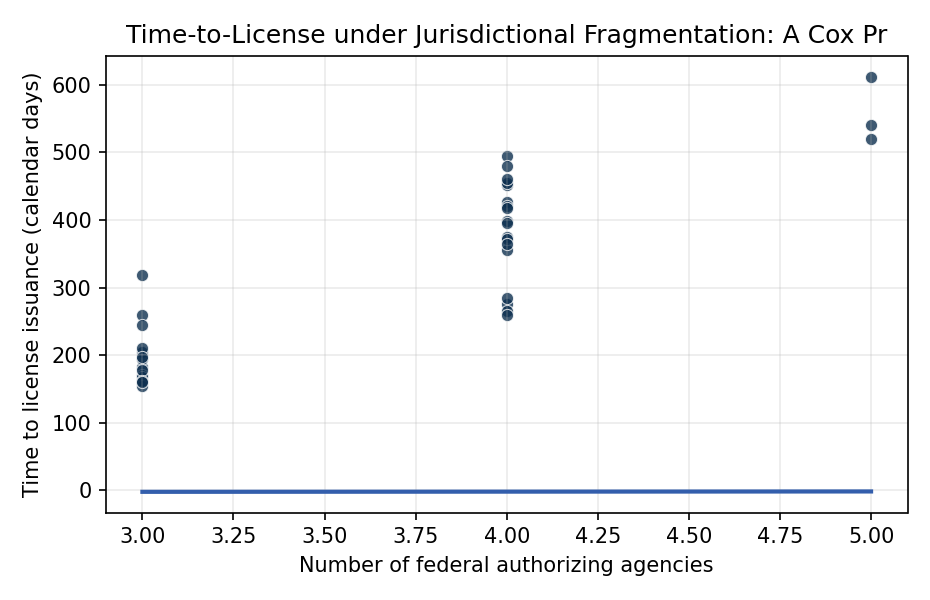 Time-to-License under Jurisdictional Fragmentation: A Cox Pr
Time to license issuance (calendar days)
600
500
400
300
200
100
0
3.00 3.25 3.50 3.75 4.00 4.25 4.50 4.75 5.00
Number of federal authorizing agencies